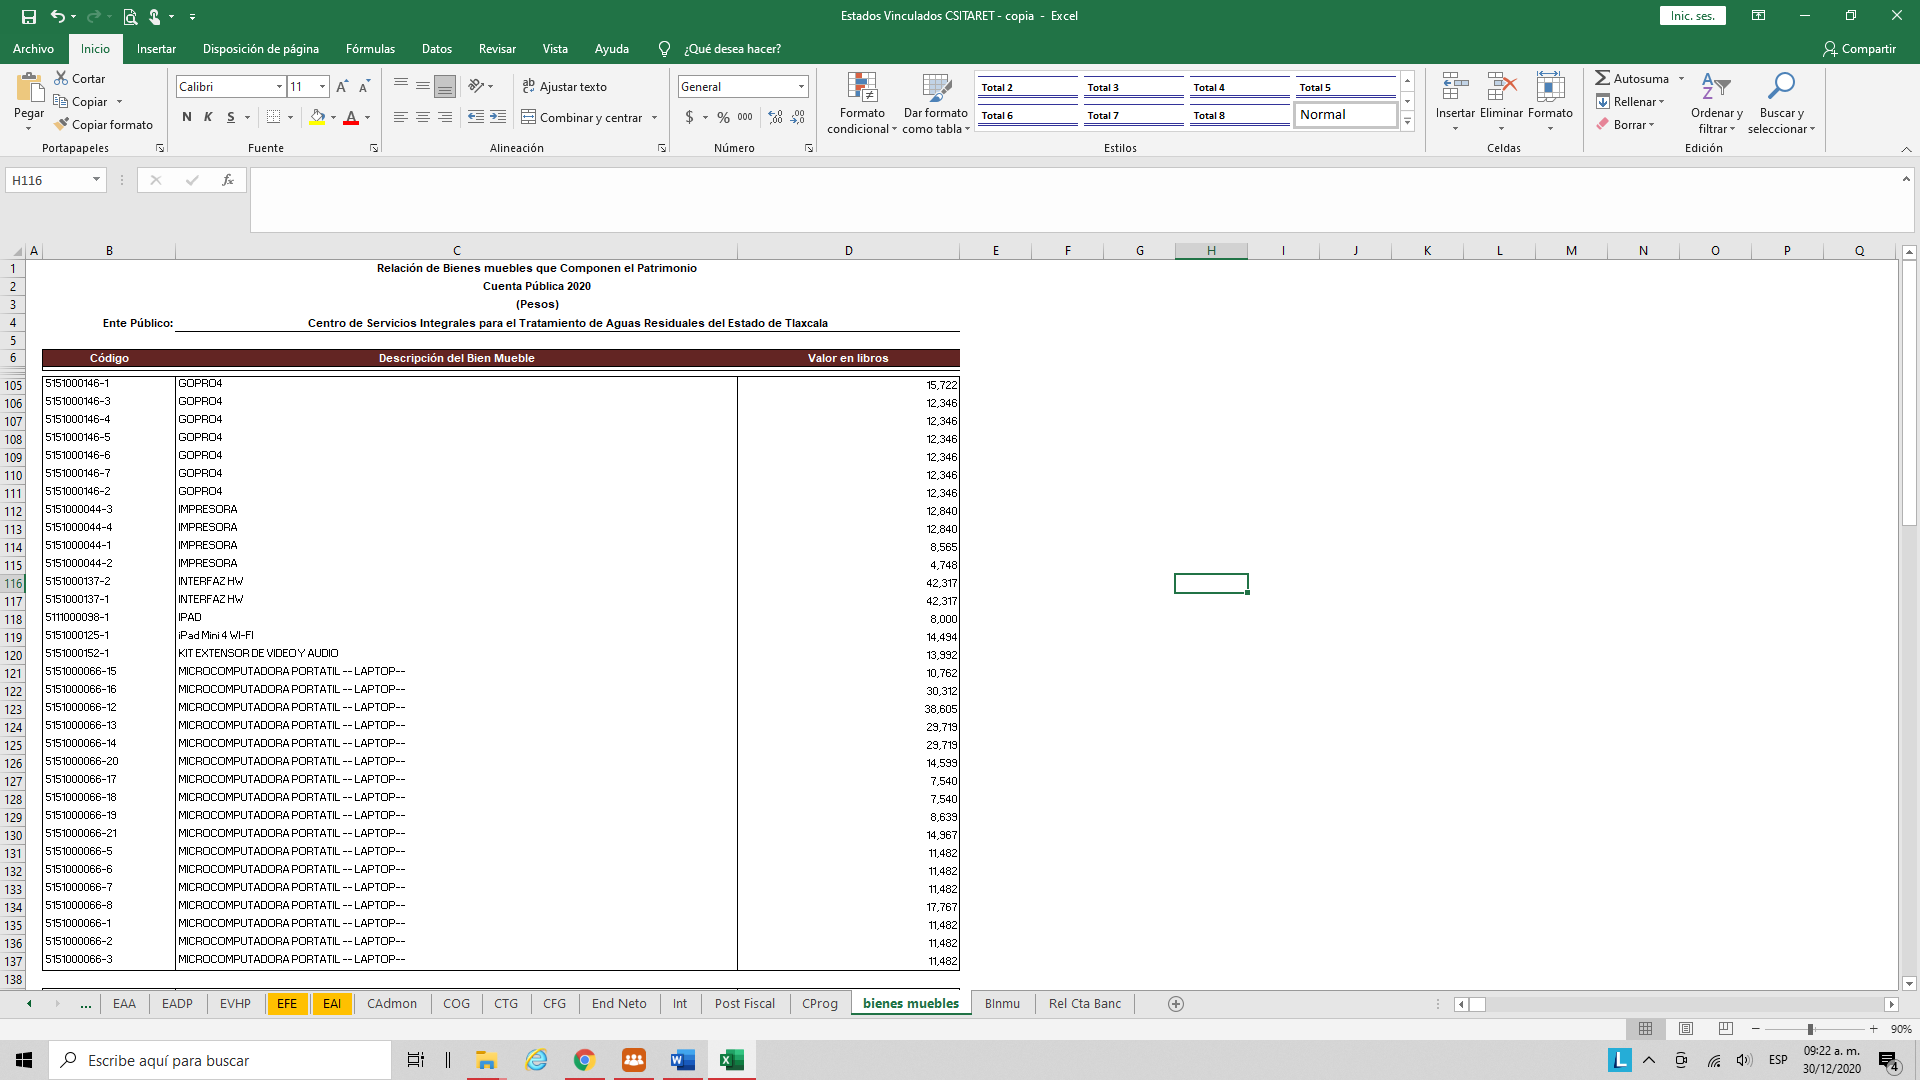 Estados Vinculados CSITARET - copia - Excel
Inic. ses.
Archivo Inicio Insertar Disposición de página Fórmulas Datos Revisar Vista Ayuda ¿Qué desea hacer? Compartir
Pegar
Cortar
Copiar
Copiar formato
Portapapeles
Calibri 11
N K S
Fuente
Ajustar texto
Combinar y centrar
Alineación
General
$ % 000
Número
Formato condicional
Dar formato como tabla
Total 2 Total 3 Total 4 Total 5
Total 6 Total 7 Total 8 Normal
Estilos
Insertar Eliminar Formato
Celdas
Autosuma
Rellenar
Borrar
Ordenar y filtrar
Buscar y seleccionar
Edición
H116
fx
A B C D E F G H I J K L M N O P Q
1 Relación de Bienes muebles que Componen el Patrimonio
2 Cuenta Pública 2020
3 (Pesos)
4 Ente Público: Centro de Servicios Integrales para el Tratamiento de Aguas Residuales del Estado de Tlaxcala
5
6 Código Descripción del Bien Mueble Valor en libros
105 5151000146-1 GOPRO4 15,722
106 5151000146-3 GOPRO4 12,346
107 5151000146-4 GOPRO4 12,346
108 5151000146-5 GOPRO4 12,346
109 5151000146-6 GOPRO4 12,346
110 5151000146-7 GOPRO4 12,346
111 5151000146-2 GOPRO4 12,346
112 5151000044-3 IMPRESORA 12,840
113 5151000044-4 IMPRESORA 12,840
114 5151000044-1 IMPRESORA 8,565
115 5151000044-2 IMPRESORA 4,748
116 5151000137-2 INTERFAZ HW 42,317
117 5151000137-1 INTERFAZ HW 42,317
118 5111000098-1 IPAD 8,000
119 5151000125-1 iPad Mini 4 WI-FI 14,494
120 5151000152-1 KIT EXTENSOR DE VIDEO Y AUDIO 13,992
121 5151000066-15 MICROCOMPUTADORA PORTATIL -- LAPTOP-- 10,762
122 5151000066-16 MICROCOMPUTADORA PORTATIL -- LAPTOP-- 30,312
123 5151000066-12 MICROCOMPUTADORA PORTATIL -- LAPTOP-- 38,605
124 5151000066-13 MICROCOMPUTADORA PORTATIL -- LAPTOP-- 29,719
125 5151000066-14 MICROCOMPUTADORA PORTATIL -- LAPTOP-- 29,719
126 5151000066-20 MICROCOMPUTADORA PORTATIL -- LAPTOP-- 14,599
127 5151000066-17 MICROCOMPUTADORA PORTATIL -- LAPTOP-- 7,540
128 5151000066-18 MICROCOMPUTADORA PORTATIL -- LAPTOP-- 7,540
129 5151000066-19 MICROCOMPUTADORA PORTATIL -- LAPTOP-- 8,639
130 5151000066-21 MICROCOMPUTADORA PORTATIL -- LAPTOP-- 14,967
131 5151000066-5 MICROCOMPUTADORA PORTATIL -- LAPTOP-- 11,482
132 5151000066-6 MICROCOMPUTADORA PORTATIL -- LAPTOP-- 11,482
133 5151000066-7 MICROCOMPUTADORA PORTATIL -- LAPTOP-- 11,482
134 5151000066-8 MICROCOMPUTADORA PORTATIL -- LAPTOP-- 17,767
135 5151000066-1 MICROCOMPUTADORA PORTATIL -- LAPTOP-- 11,482
136 5151000066-2 MICROCOMPUTADORA PORTATIL -- LAPTOP-- 11,482
137 5151000066-3 MICROCOMPUTADORA PORTATIL -- LAPTOP-- 11,482
138
... EAA EADP EVHP EFE EAI CAdmon COG CTG CFG End Neto Int Post Fiscal CProg bienes muebles BInmu Rel Cta Banc
90%
Escribe aquí para buscar
L ESP
09:22 a. m.
30/12/2020
4